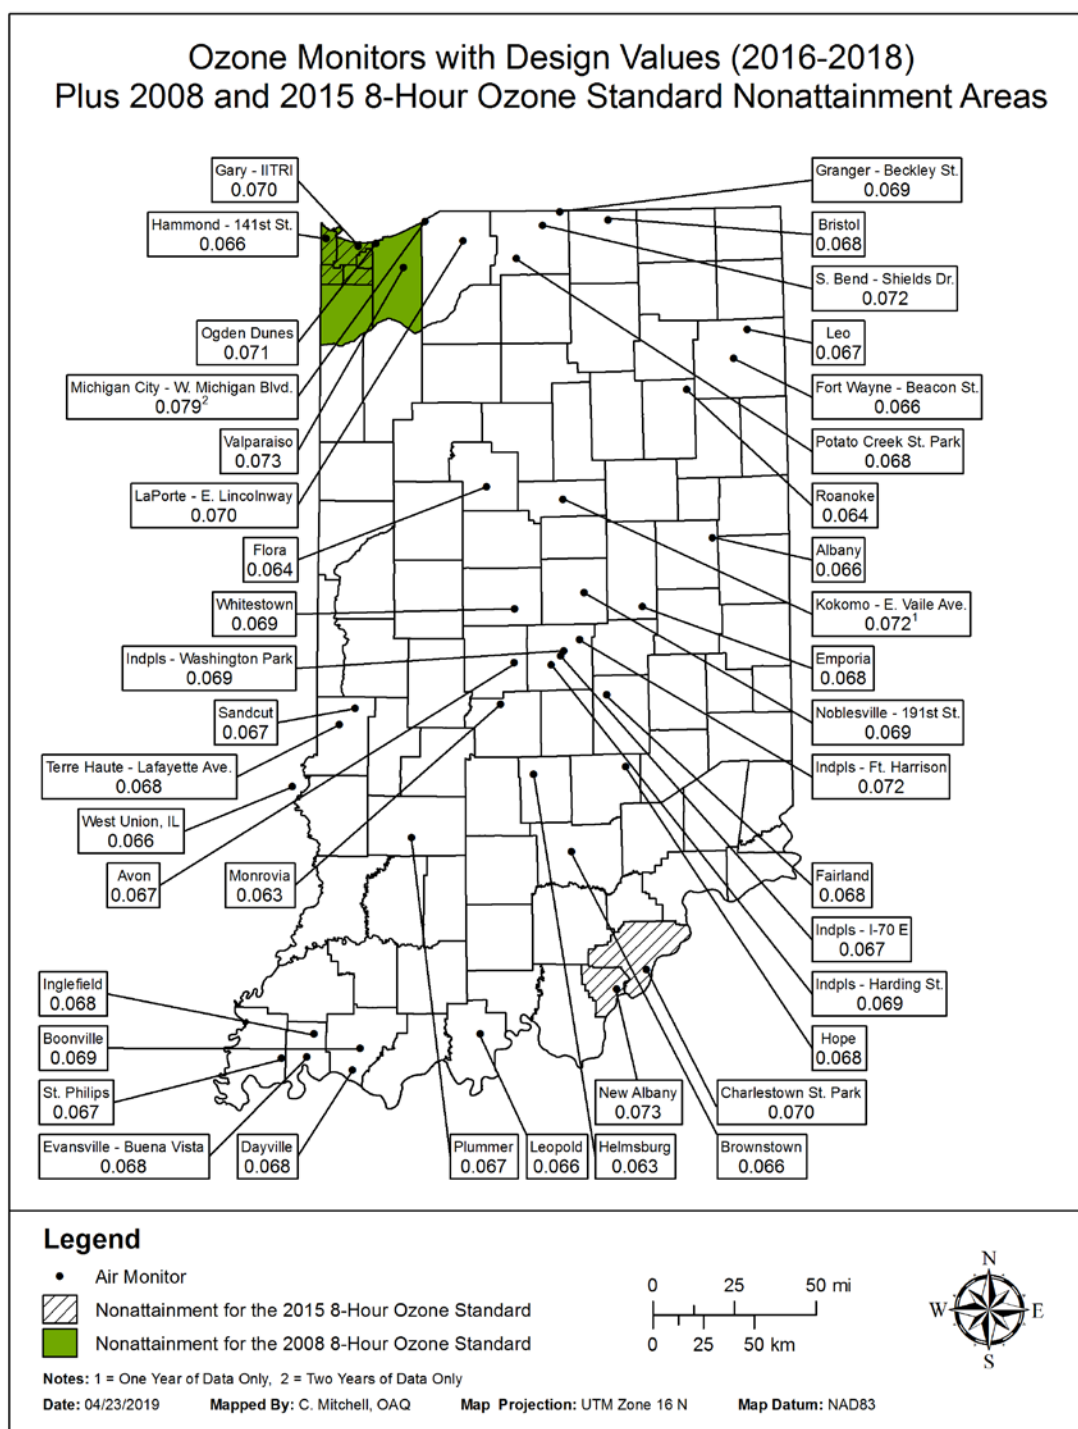 Ozone Monitors with Design Values (2016-2018)
Plus 2008 and 2015 8-Hour Ozone Standard Nonattainment Areas
Gary - IITRI
0.070
Hammond - 141st St.
0.066
Ogden Dunes
0.071
Michigan City - W. Michigan Blvd.
0.079²
Valparaiso
0.073
LaPorte - E. Lincolnway
0.070
Flora
0.064
Whitestown
0.069
Indpls - Washington Park
0.069
Sandcut
0.067
Terre Haute - Lafayette Ave.
0.068
West Union, IL
0.066
Avon
0.067
Monrovia
0.063
Inglefield
0.068
Boonville
0.069
St. Philips
0.067
Evansville - Buena Vista
0.068
Dayville
0.068
Plummer
0.067
Leopold
0.066
Helmsburg
0.063
Brownstown
0.066
New Albany
0.073
Charlestown St. Park
0.070
Granger - Beckley St.
0.069
Bristol
0.068
S. Bend - Shields Dr.
0.072
Leo
0.067
Fort Wayne - Beacon St.
0.066
Potato Creek St. Park
0.068
Roanoke
0.064
Albany
0.066
Kokomo - E. Vaile Ave.
0.072¹
Emporia
0.068
Noblesville - 191st St.
0.069
Indpls - Ft. Harrison
0.072
Fairland
0.068
Indpls - I-70 E
0.067
Indpls - Harding St.
0.069
Hope
0.068
Legend
Air Monitor
Nonattainment for the 2015 8-Hour Ozone Standard
Nonattainment for the 2008 8-Hour Ozone Standard
0 25 50 mi
0 25 50 km
N
W E
S
Notes: 1 = One Year of Data Only, 2 = Two Years of Data Only
Date: 04/23/2019 Mapped By: C. Mitchell, OAQ Map Projection: UTM Zone 16 N Map Datum: NAD83